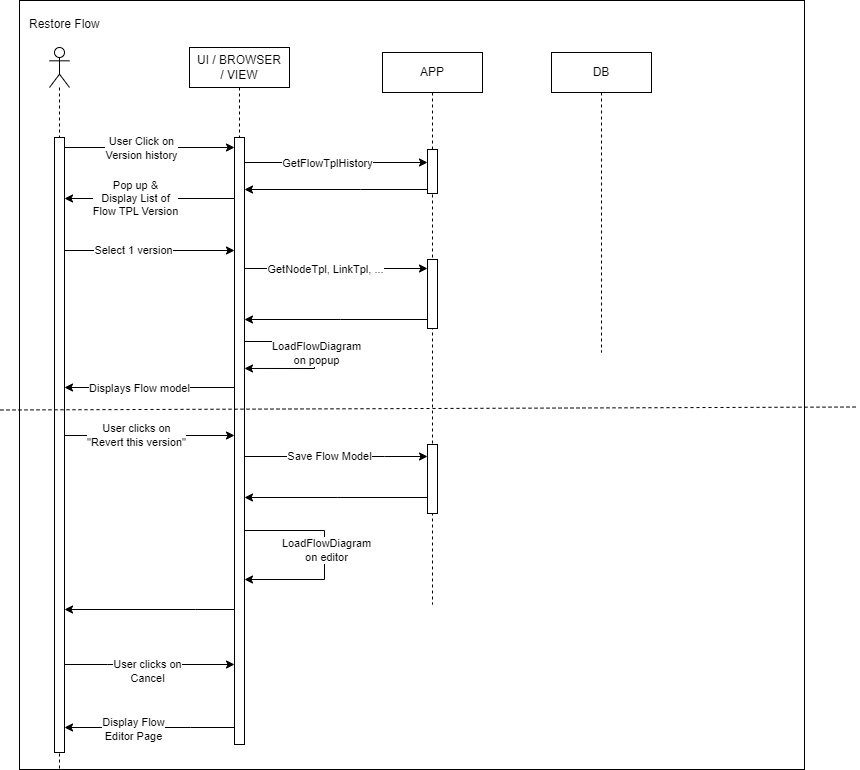 Restore Flow
UI / BROWSER
/ VIEW
APP
DB
User Click on
Version history
GetFlowTplHistory
Pop up &
Display List of
Flow TPL Version
Select 1 version
GetNodeTpl, LinkTpl, ...
LoadFlowDiagram
on popup
Displays Flow model
User clicks on
"Revert this version"
Save Flow Model
LoadFlowDiagram
on editor
User clicks on
Cancel
Display Flow
Editor Page